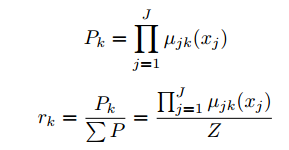 $P_k = \prod_{j=1}^{J} \mu_{jk}(x_j)$
$r_k = \frac{P_k}{\sum P} = \frac{\prod_{j=1}^{J} \mu_{jk}(x_j)}{Z}$